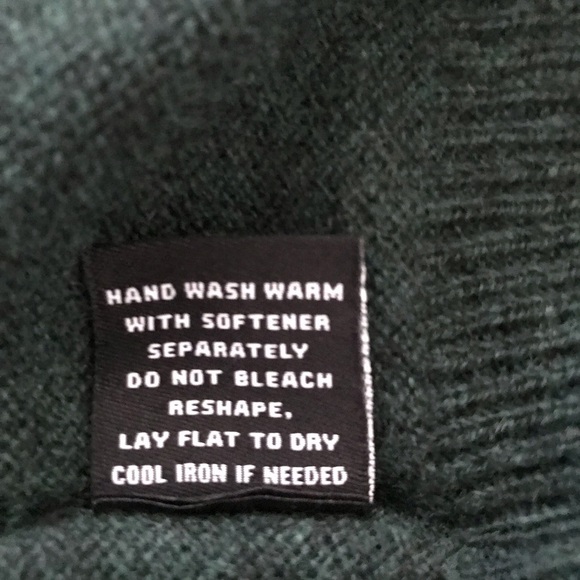 HAND WASH WARM
WITH SOFTENER
SEPARATELY
DO NOT BLEACH
RESHAPE,
LAY FLAT TO DRY
COOL IRON IF NEEDED